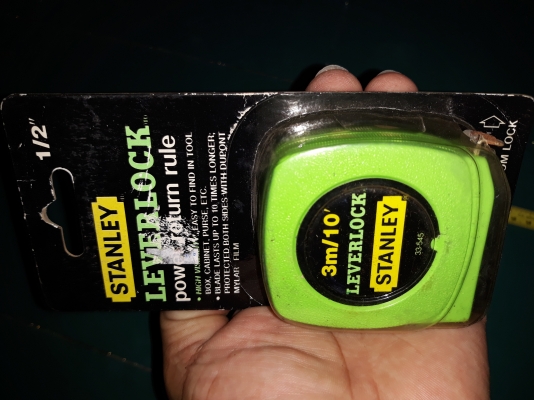 1/2"
STANLEY
LEVERLOCK
return rule
EASY TO FIND IN TOOL
BOX, CABINET, PURSE, ETC.
• BLADE LASTS UP TO 10 TIMES LONGER;
PROTECTED BOTH SIDES WITH DUPONT
MYLAR FILM
3m/10'
LEVERLOCK
STANLEY
33-545
LOCK